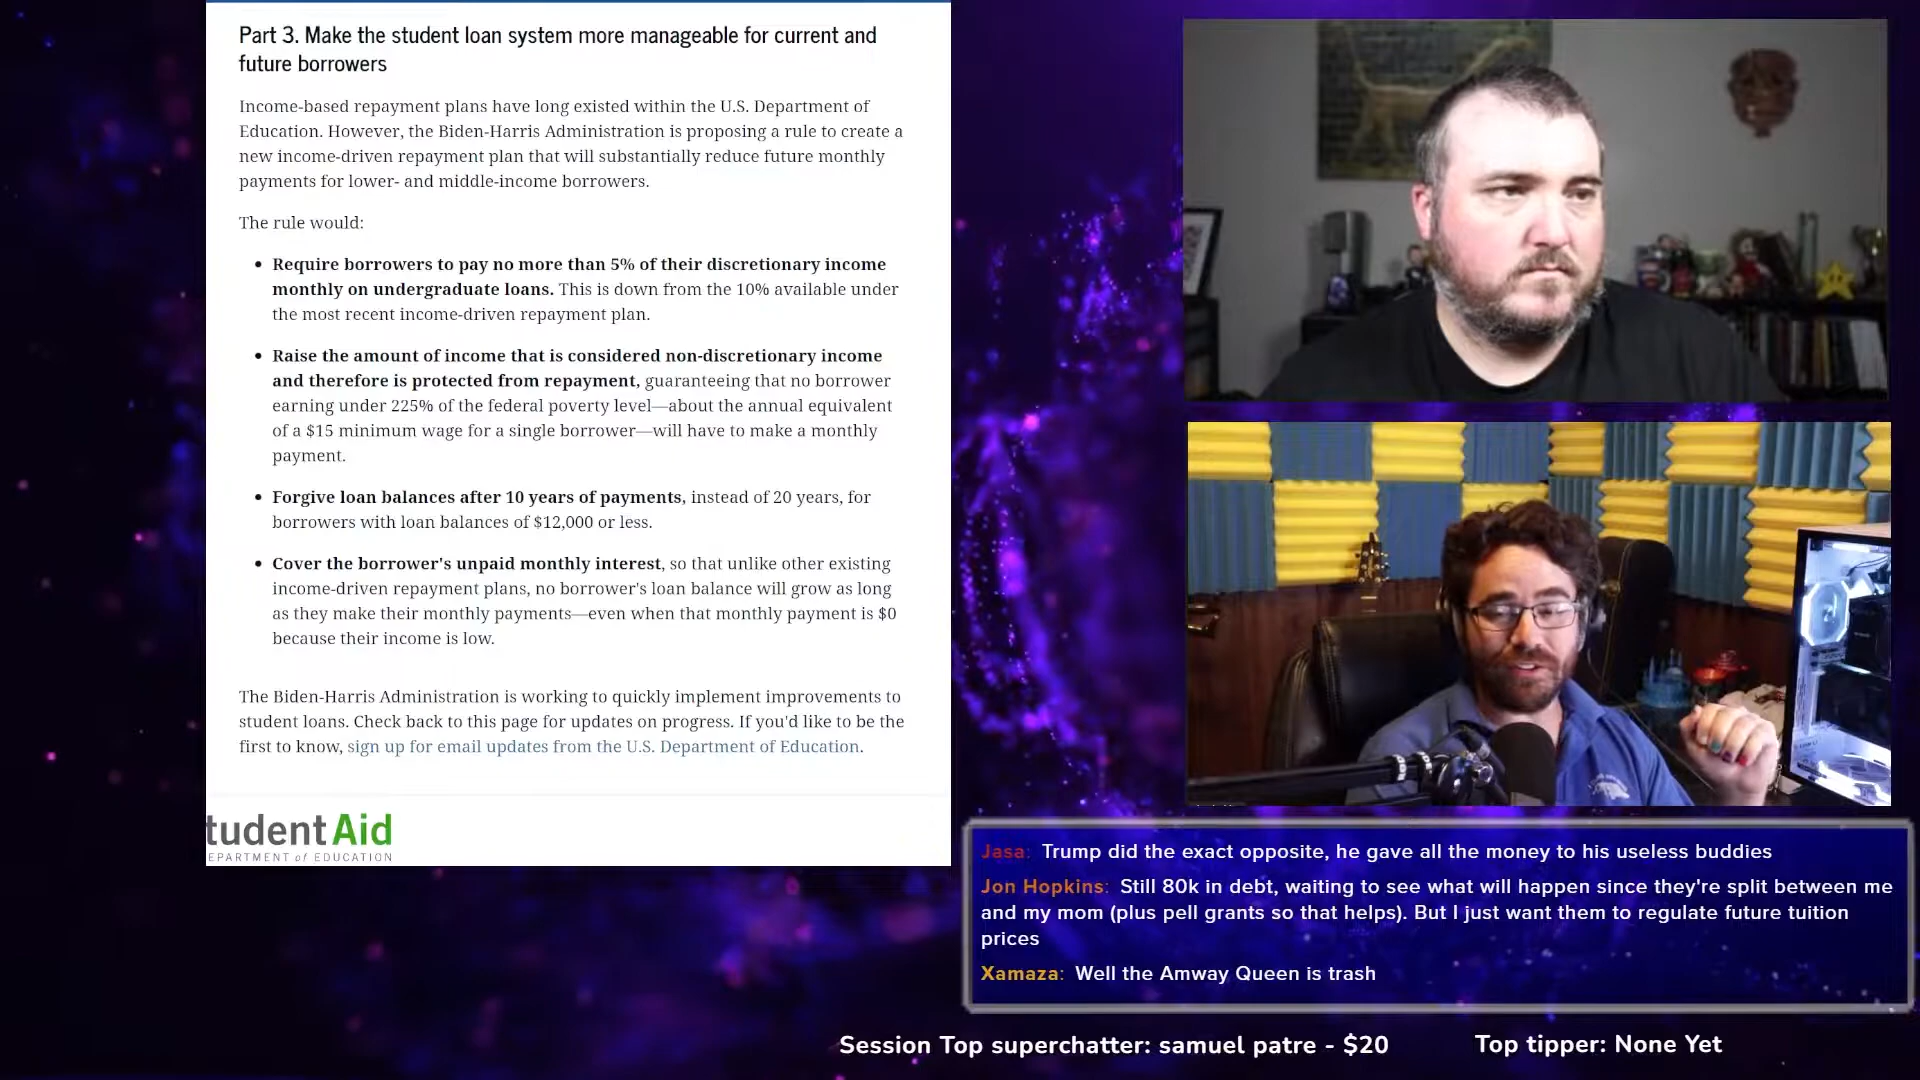 Part 3. Make the student loan system more manageable for current and
future borrowers
Income-based repayment plans have long existed within the U.S. Department of
Education. However, the Biden-Harris Administration is proposing a rule to create a
new income-driven repayment plan that will substantially reduce future monthly
payments for lower- and middle-income borrowers.
The rule would:
• Require borrowers to pay no more than 5% of their discretionary income
monthly on undergraduate loans. This is down from the 10% available under
the most recent income-driven repayment plan.
• Raise the amount of income that is considered non-discretionary income
and therefore is protected from repayment, guaranteeing that no borrower
earning under 225% of the federal poverty level—about the annual equivalent
of a $15 minimum wage for a single borrower—will have to make a monthly
payment.
• Forgive loan balances after 10 years of payments, instead of 20 years, for
borrowers with loan balances of $12,000 or less.
• Cover the borrower's unpaid monthly interest, so that unlike other existing
income-driven repayment plans, no borrower's loan balance will grow as long
as they make their monthly payments—even when that monthly payment is $0
because their income is low.
The Biden-Harris Administration is working to quickly implement improvements to
student loans. Check back to this page for updates on progress. If you'd like to be the
first to know, sign up for email updates from the U.S. Department of Education.
tudentAid
EPARTMENT of EDUCATION
Jasa: Trump did the exact opposite, he gave all the money to his useless buddies
Jon Hopkins: Still 80k in debt, waiting to see what will happen since they're split between me
and my mom (plus pell grants so that helps). But I just want them to regulate future tuition
prices
Xamaza: Well the Amway Queen is trash
Session Top superchatter: samuel patre - $20
Top tipper: None Yet